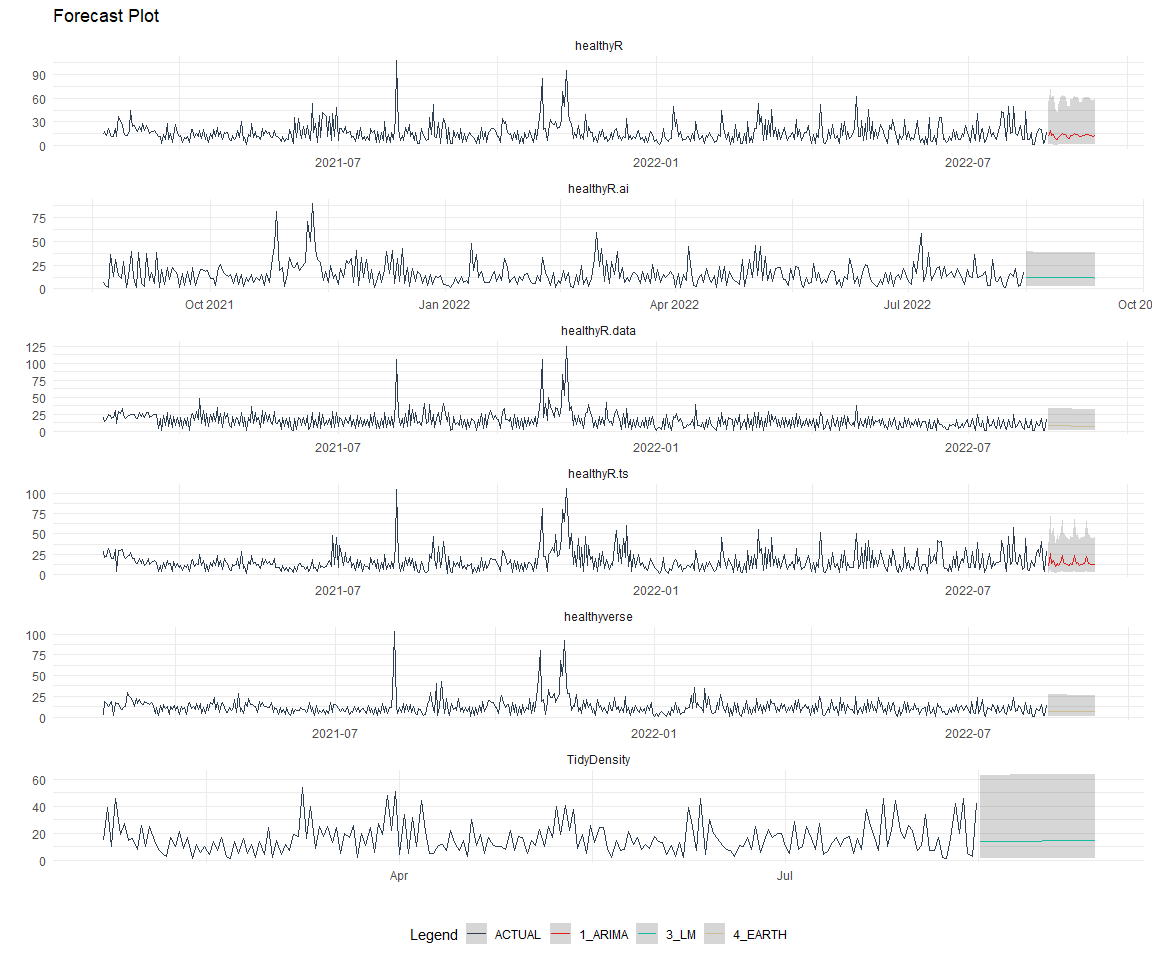 Forecast Plot
healthyR
90
60
30
0
2021-07 2022-01 2022-07
healthyR.ai
75
50
25
0
Oct 2021 Jan 2022 Apr 2022 Jul 2022 Oct 20
healthyR.data
125
100
75
50
25
0
2021-07 2022-01 2022-07
healthyR.ts
100
75
50
25
0
2021-07 2022-01 2022-07
healthyverse
100
75
50
25
0
2021-07 2022-01 2022-07
TidyDensity
60
40
20
0
Apr Jul
Legend ACTUAL 1_ARIMA 3_LM 4_EARTH